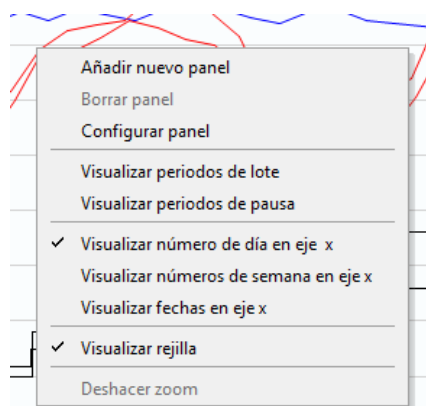 Añadir nuevo panel
Borrar panel
Configurar panel
Visualizar periodos de lote
Visualizar periodos de pausa
Visualizar número de día en eje x
Visualizar números de semana en eje x
Visualizar fechas en eje x
Visualizar rejilla
Deshacer zoom